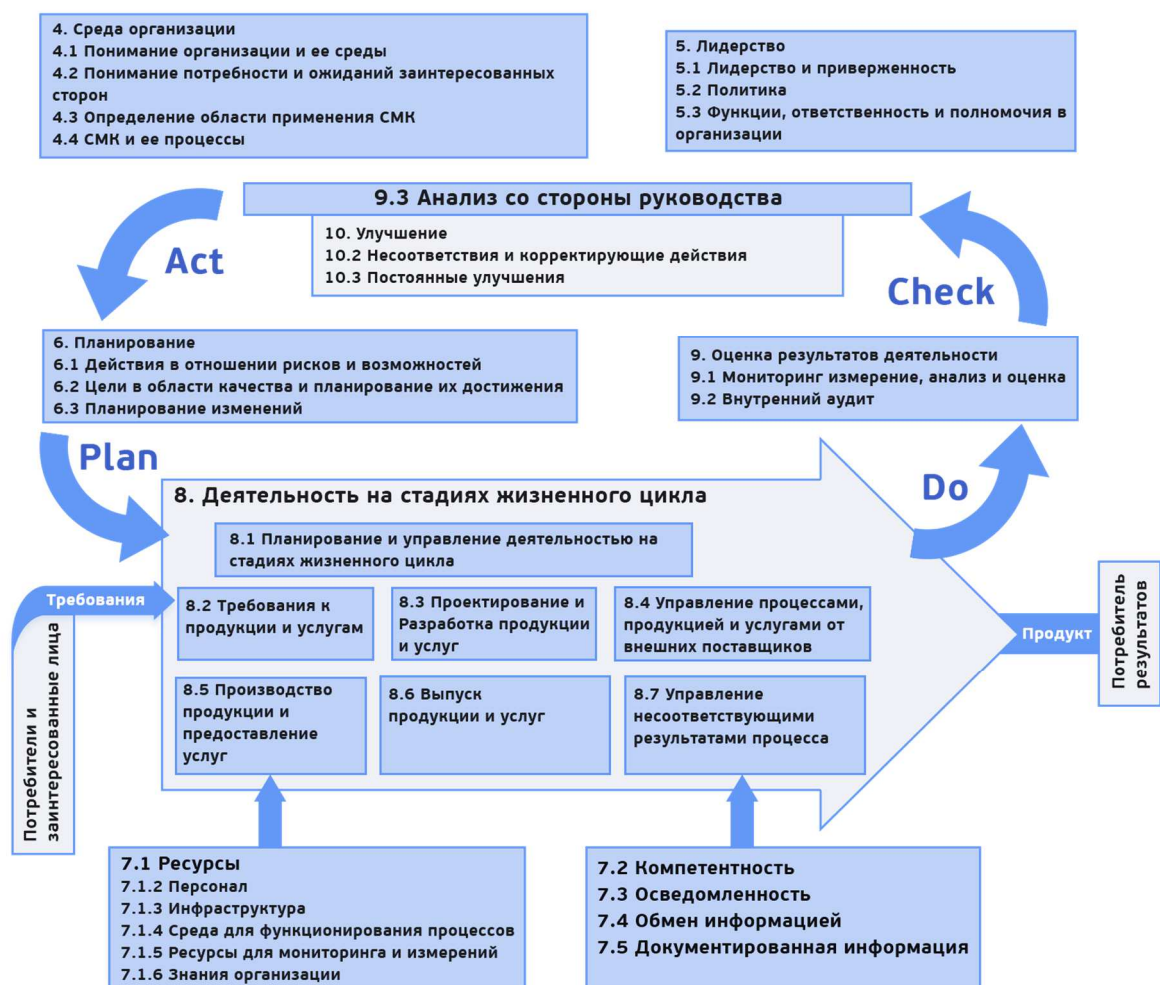 4. Среда организации
4.1 Понимание организации и ее среды
4.2 Понимание потребности и ожиданий заинтересованных
сторон
4.3 Определение области применения СМК
4.4 СМК и ее процессы
5. Лидерство
5.1 Лидерство и приверженность
5.2 Политика
5.3 Функции, ответственность и полномочия в
организации
9.3 Анализ со стороны руководства
10. Улучшение
10.2 Несоответствия и корректирующие действия
10.3 Постоянные улучшения
Act
Check
6. Планирование
6.1 Действия в отношении рисков и возможностей
6.2 Цели в области качества и планирование их достижения
6.3 Планирование изменений
9. Оценка результатов деятельности
9.1 Мониторинг измерение, анализ и оценка
9.2 Внутренний аудит
Plan
Do
8. Деятельность на стадиях жизненного цикла
8.1 Планирование и управление деятельностью на
стадиях жизненного цикла
Требования
Потребители и
заинтересованные лица
8.2 Требования к
продукции и услугам
8.3 Проектирование и
Разработка продукции
и услуг
8.4 Управление процессами,
продукцией и услугами от
внешних поставщиков
8.5 Производство
продукции и
предоставление
услуг
8.6 Выпуск
продукции и услуг
8.7 Управление
несоответствующими
результатами процесса
Продукт
Потребитель
результатов
7.1 Ресурсы
7.1.2 Персонал
7.1.3 Инфраструктура
7.1.4 Среда для функционирования процессов
7.1.5 Ресурсы для мониторинга и измерений
7.1.6 Знания организации
7.2 Компетентность
7.3 Осведомленность
7.4 Обмен информацией
7.5 Документированная информация